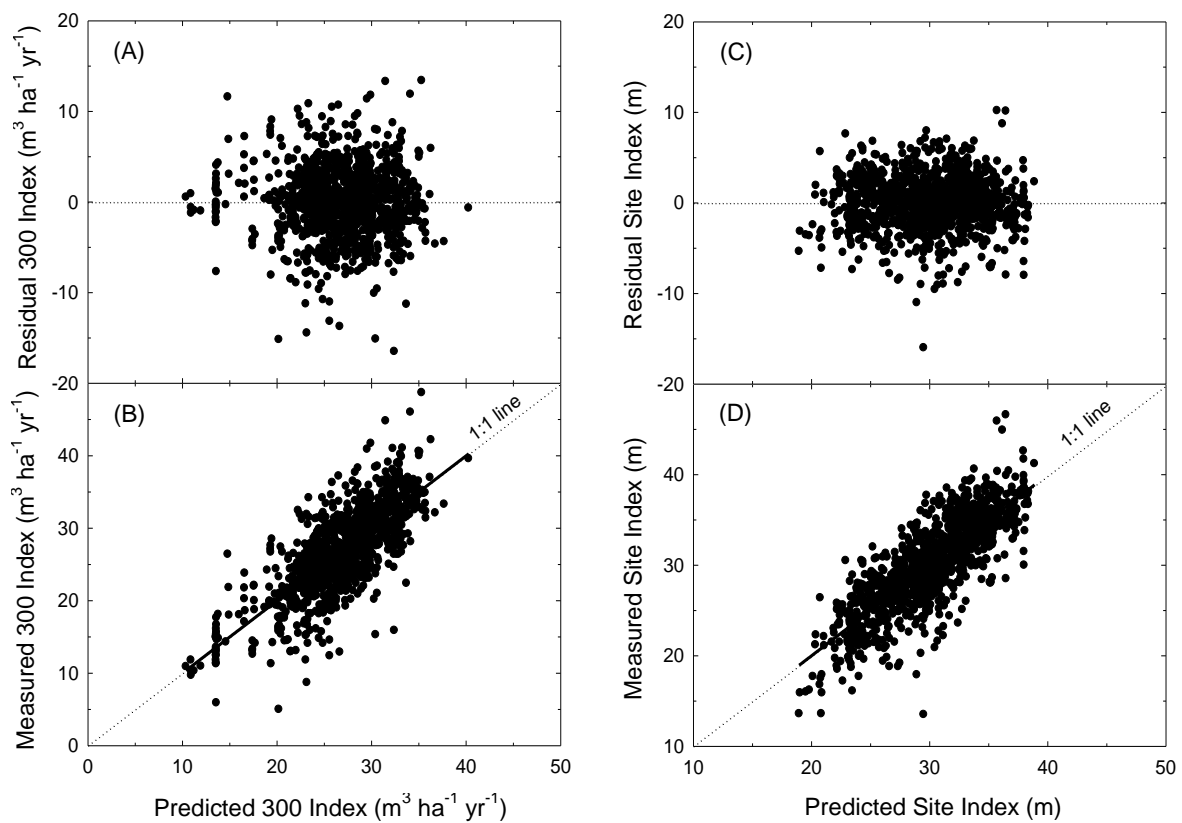 (A)
Residual 300 Index (m³ ha⁻¹ yr⁻¹)
20
10
0
-10
-20
(B)
1:1 line
Measured 300 Index (m³ ha⁻¹ yr⁻¹)
40
30
20
10
0
0 10 20 30 40 50
Predicted 300 Index (m³ ha⁻¹ yr⁻¹)
(C)
Residual Site Index (m)
20
10
0
-10
-20
(D)
1:1 line
Measured Site Index (m)
40
30
20
10
10 20 30 40 50
Predicted Site Index (m)